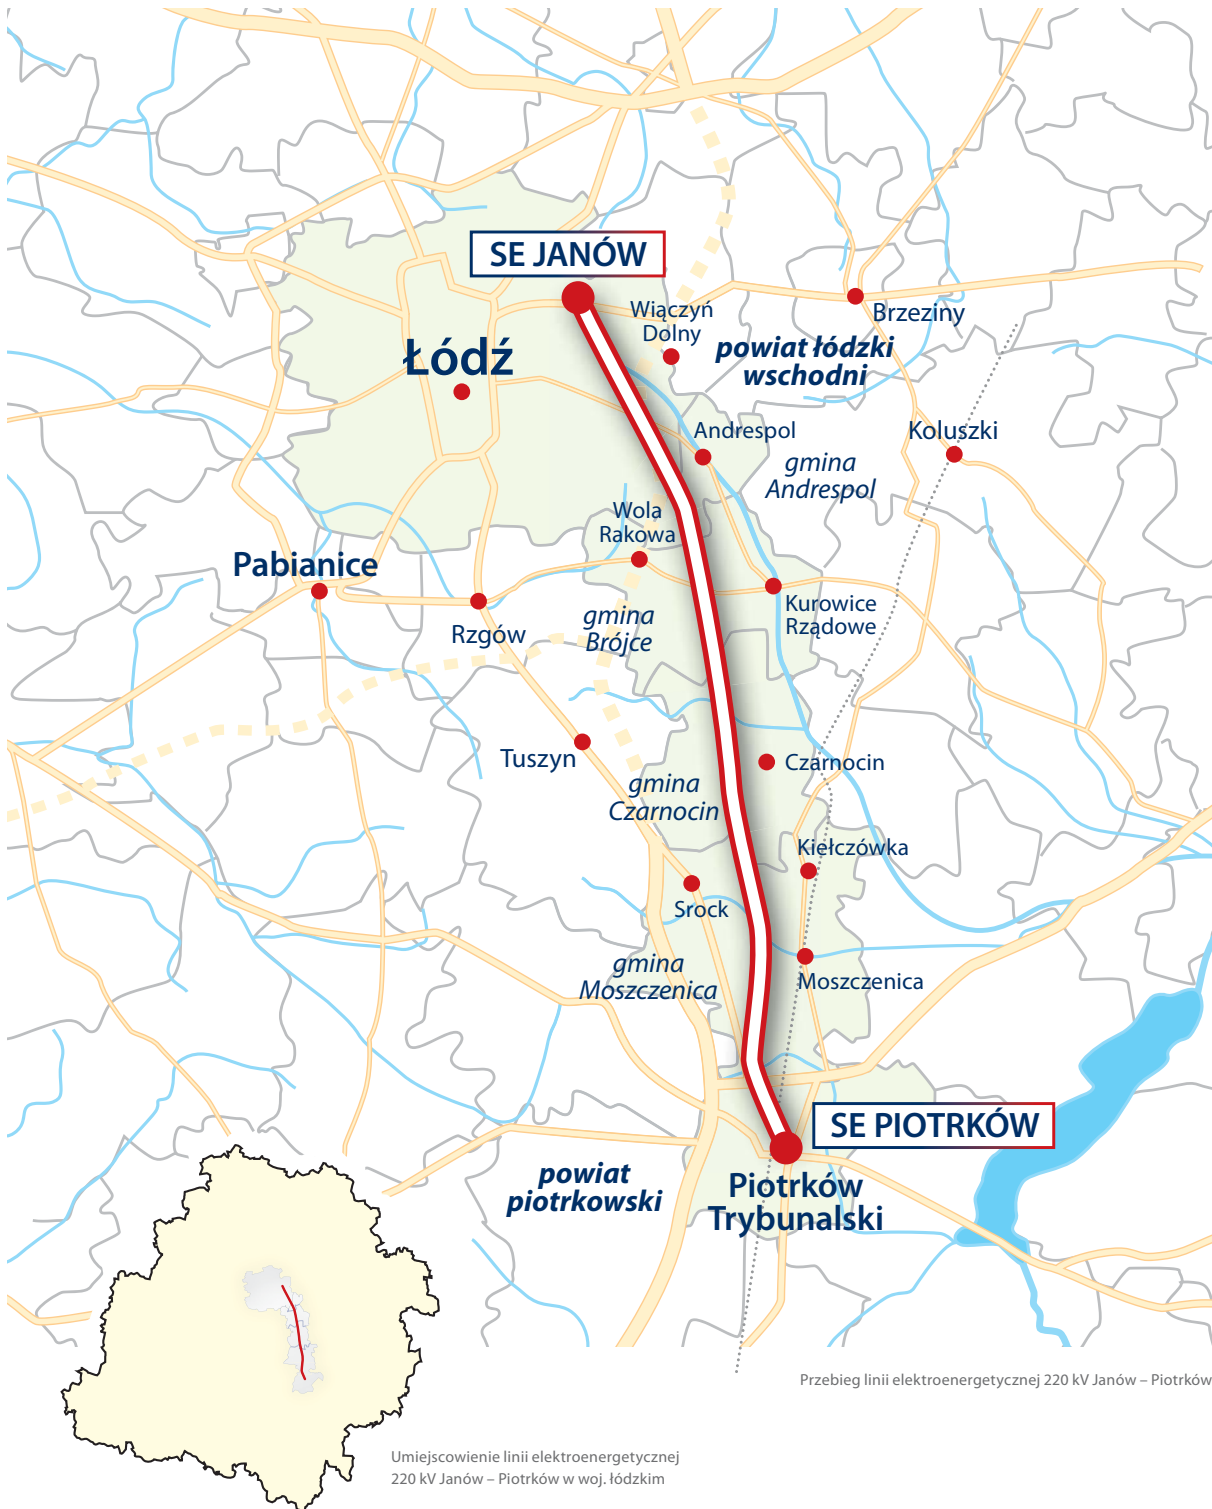 SE JANÓW
Wiączyń
Dolny
Brzeziny
powiat łódzki
wschodni
Łódź
Andrespol
Koluszki
gmina
Andrespol
Wola
Rakowa
Pabianice
Kurowice
Rządowe
gmina
Brójce
Rzgów
Tuszyn
Czarnocin
gmina
Czarnocin
Kiełczówka
Srock
gmina
Moszczenica
Moszczenica
SE PIOTRKÓW
powiat
piotrkowski
Piotrków
Trybunalski
Przebieg linii elektroenergetycznej 220 kV Janów – Piotrków
Umiejscowienie linii elektroenergetycznej
220 kV Janów – Piotrków w woj. łódzkim